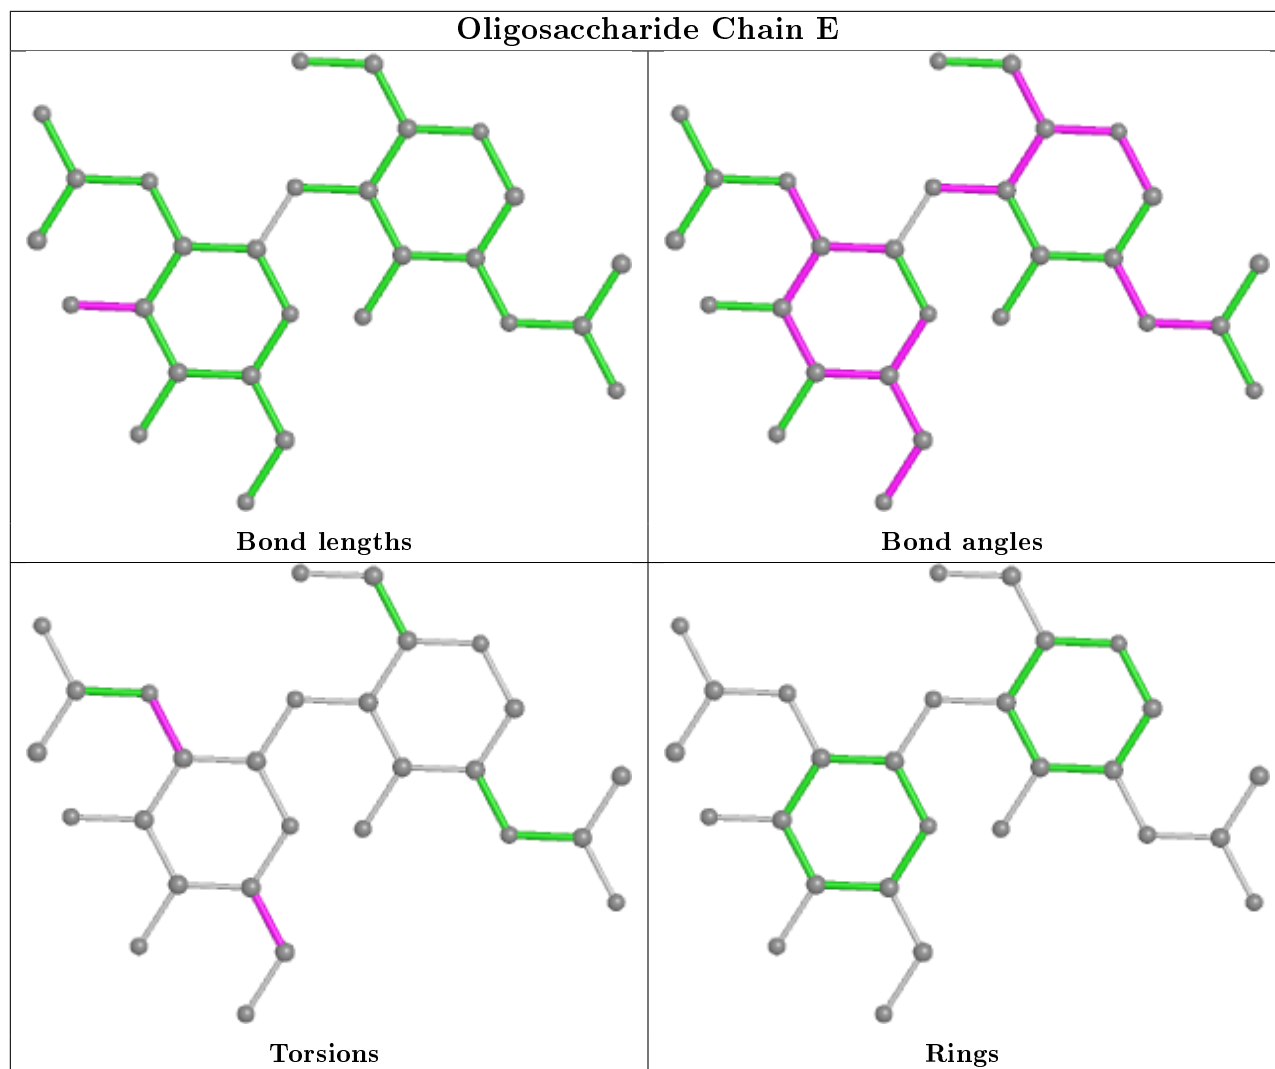 Oligosaccharide Chain E
Bond lengths
Bond angles
Torsions
Rings